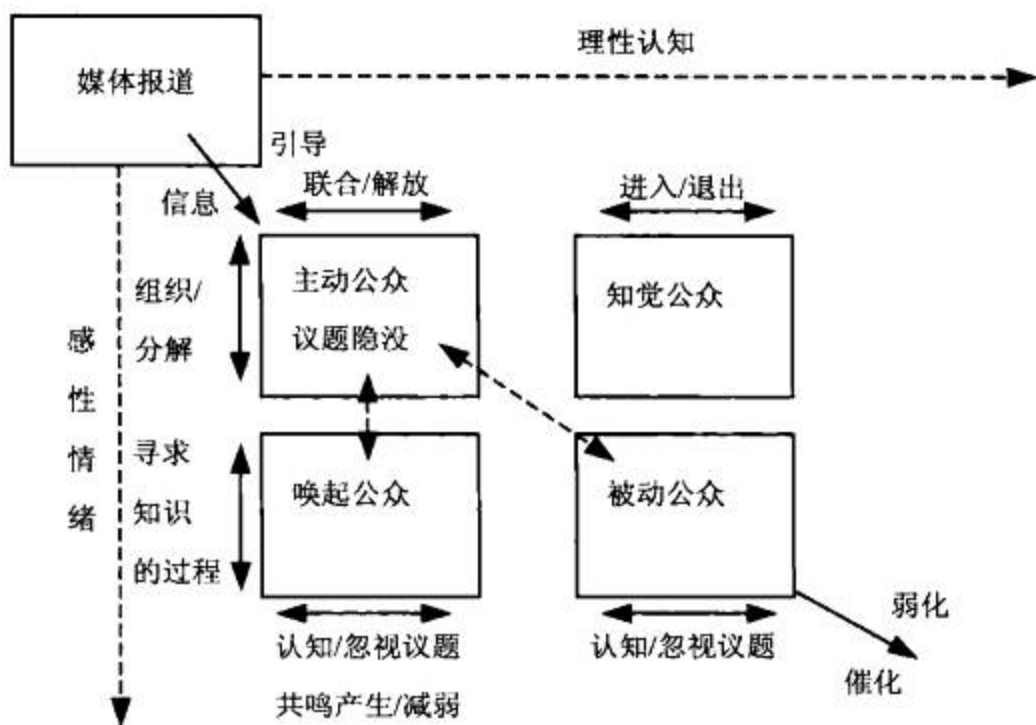 理性认知
媒体报道
引导
信息
联合/解放
进入/退出
组织/
分解
主动公众
议题隐没
知觉公众
感性情绪
寻求
知识
的过程
唤起公众
被动公众
认知/忽视议题
共鸣产生/减弱
认知/忽视议题
弱化
催化